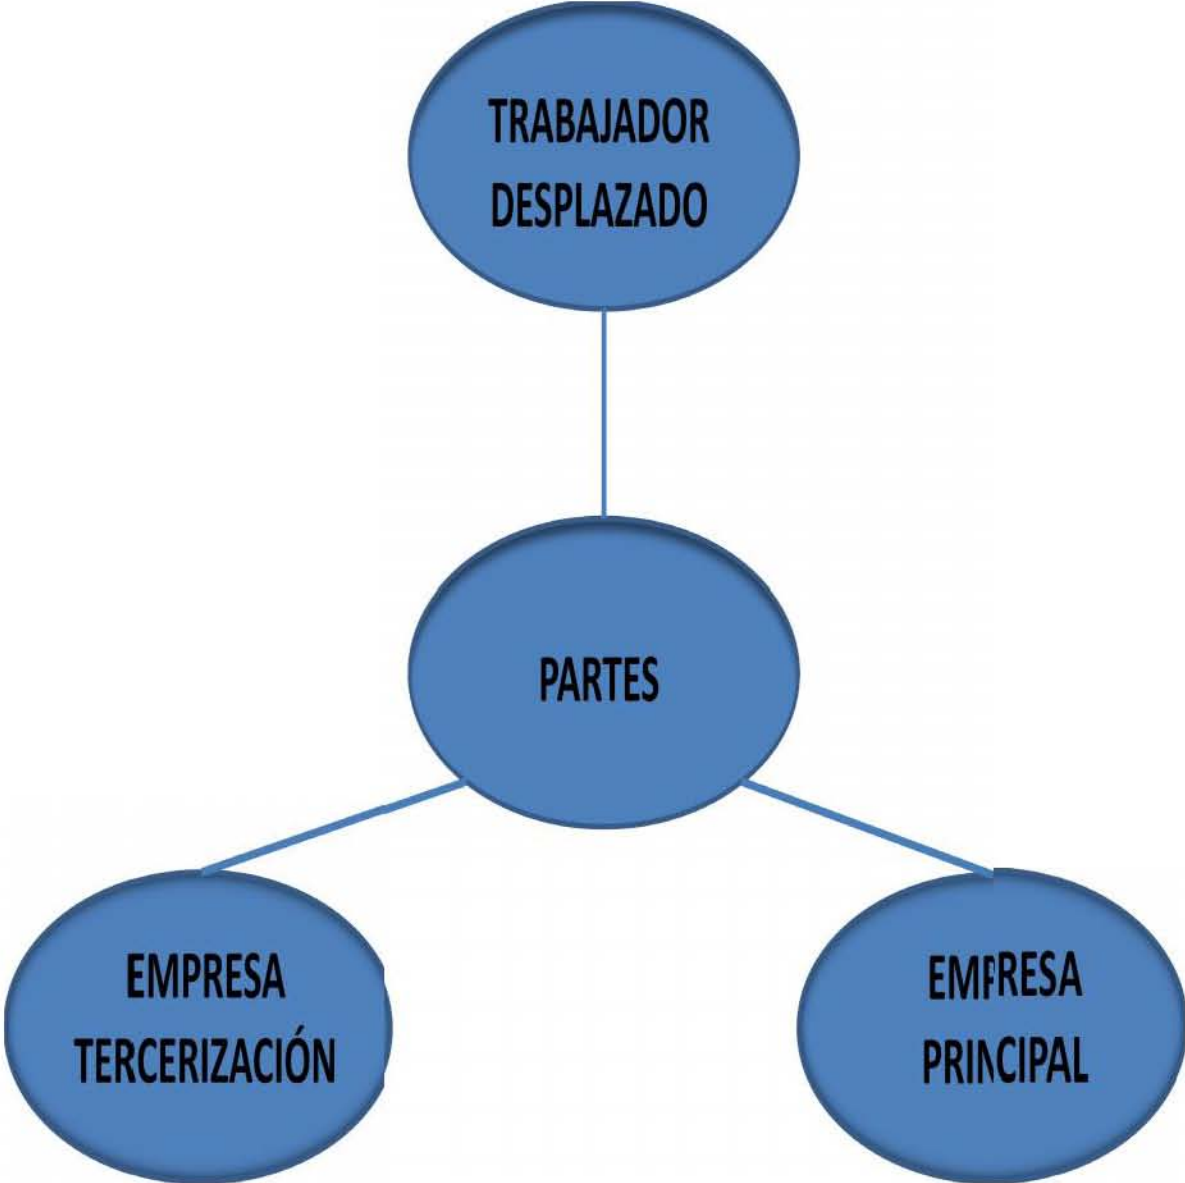 TRABAJADOR
DESPLAZADO
PARTES
EMPRESA
TERCERIZACIÓN
EMPRESA
PRINCIPAL